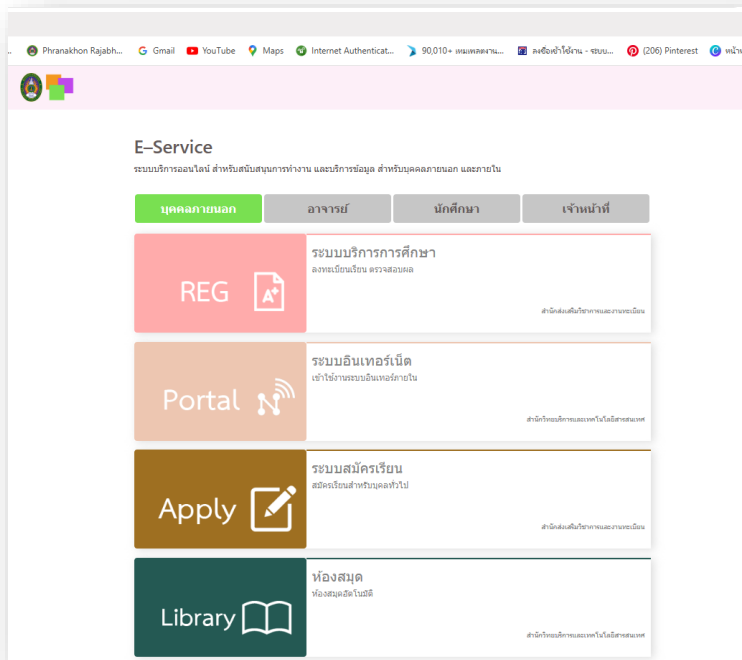 Phranakhon Rajabh... Gmail YouTube Maps Internet Authenticat... 90,010+ เทมเพลตงาน... ลงชื่อเข้าใช้งาน - ระบบ... (206) Pinterest
E–Service
ระบบบริการออนไลน์ สำหรับสนับสนุนการทำงาน และบริการข้อมูล สำหรับบุคคลภายนอก และภายใน
บุคคลภายนอก อาจารย์ นักศึกษา เจ้าหน้าที่
REG A+
ระบบบริการการศึกษา
ลงทะเบียนเรียน ตรวจสอบผล
สำนักส่งเสริมวิชาการและงานทะเบียน
Portal N
ระบบอินเทอร์เน็ต
เข้าใช้งานระบบอินเทอร์ภายใน
สำนักวิทยบริการและเทคโนโลยีสารสนเทศ
Apply
ระบบสมัครเรียน
สมัครเรียนสำหรับบุคลทั่วไป
สำนักส่งเสริมวิชาการและงานทะเบียน
Library
ห้องสมุด
ห้องสมุดอัตโนมัติ
สำนักวิทยบริการและเทคโนโลยีสารสนเทศ